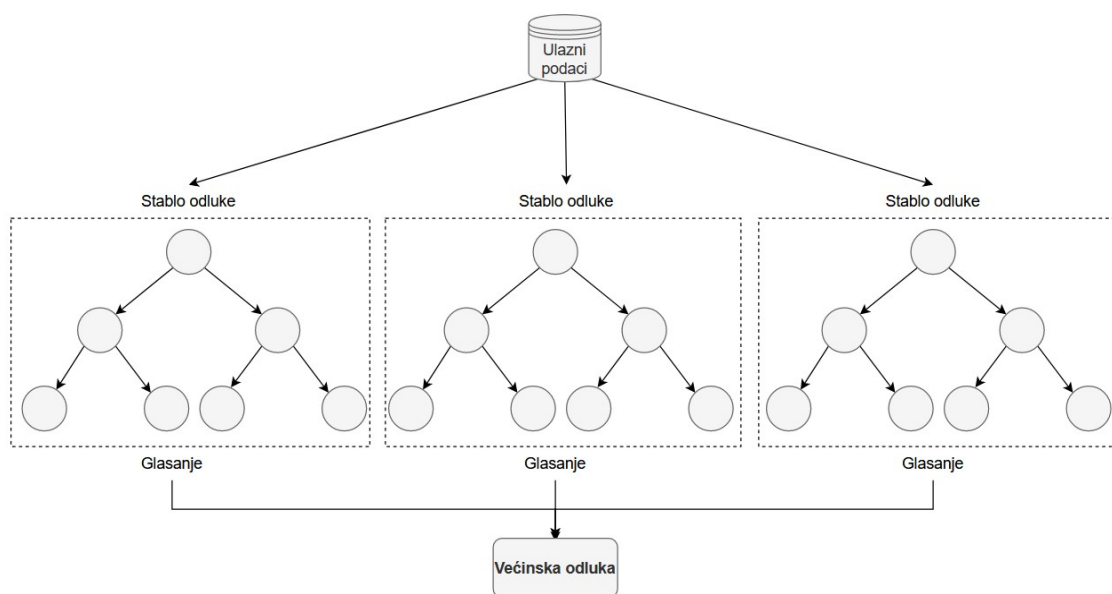 Ulazni
podaci
Stablo odluke
Stablo odluke
Stablo odluke
Glasanje
Glasanje
Glasanje
Većinska odluka